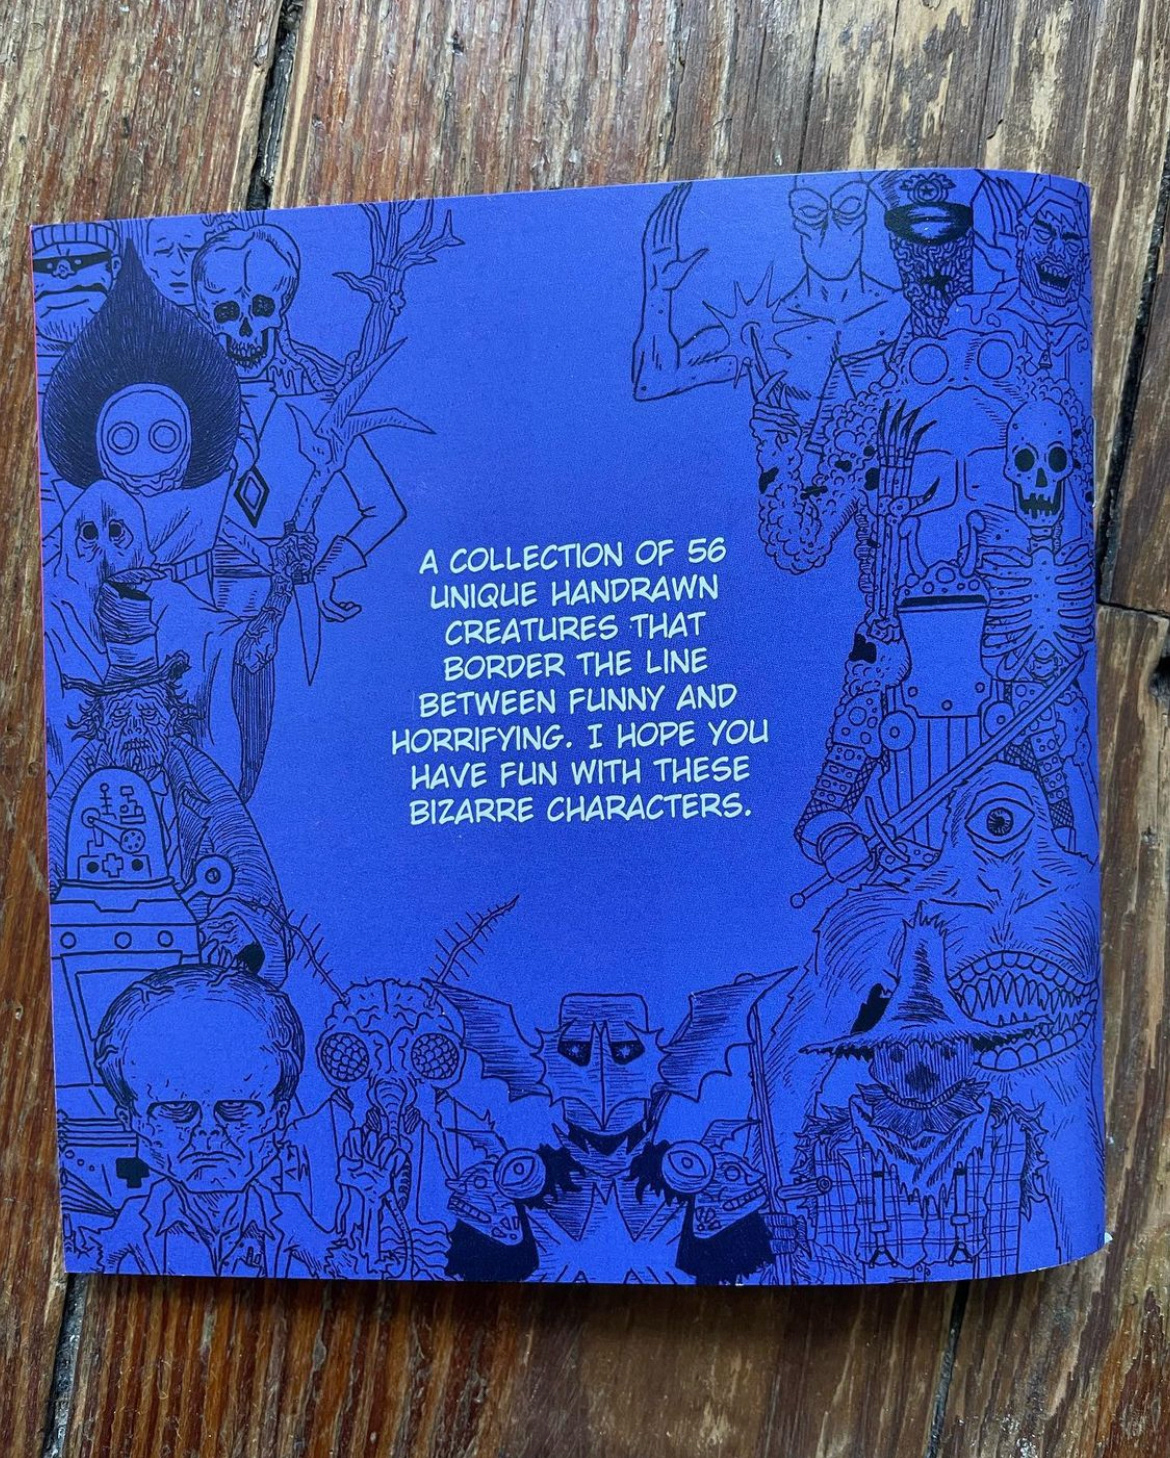 A COLLECTION OF 56
UNIQUE HANDRAWN
CREATURES THAT
BORDER THE LINE
BETWEEN FUNNY AND
HORRIFYING. I HOPE YOU
HAVE FUN WITH THESE
BIZARRE CHARACTERS.